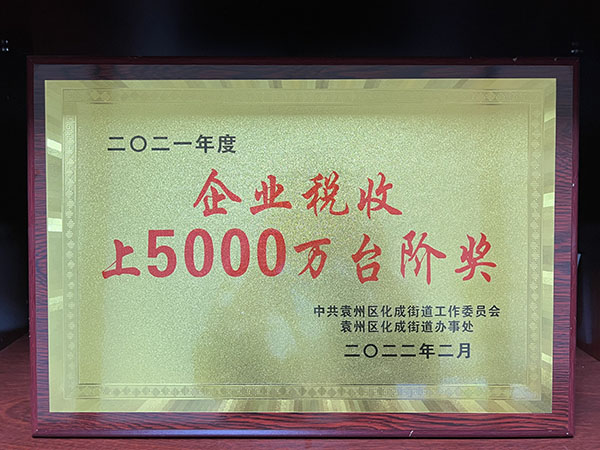 二〇二一年度
企业税收
上5000万台阶奖
中共袁州区化成街道工作委员会
袁州区化成街道办事处
二〇二二年二月